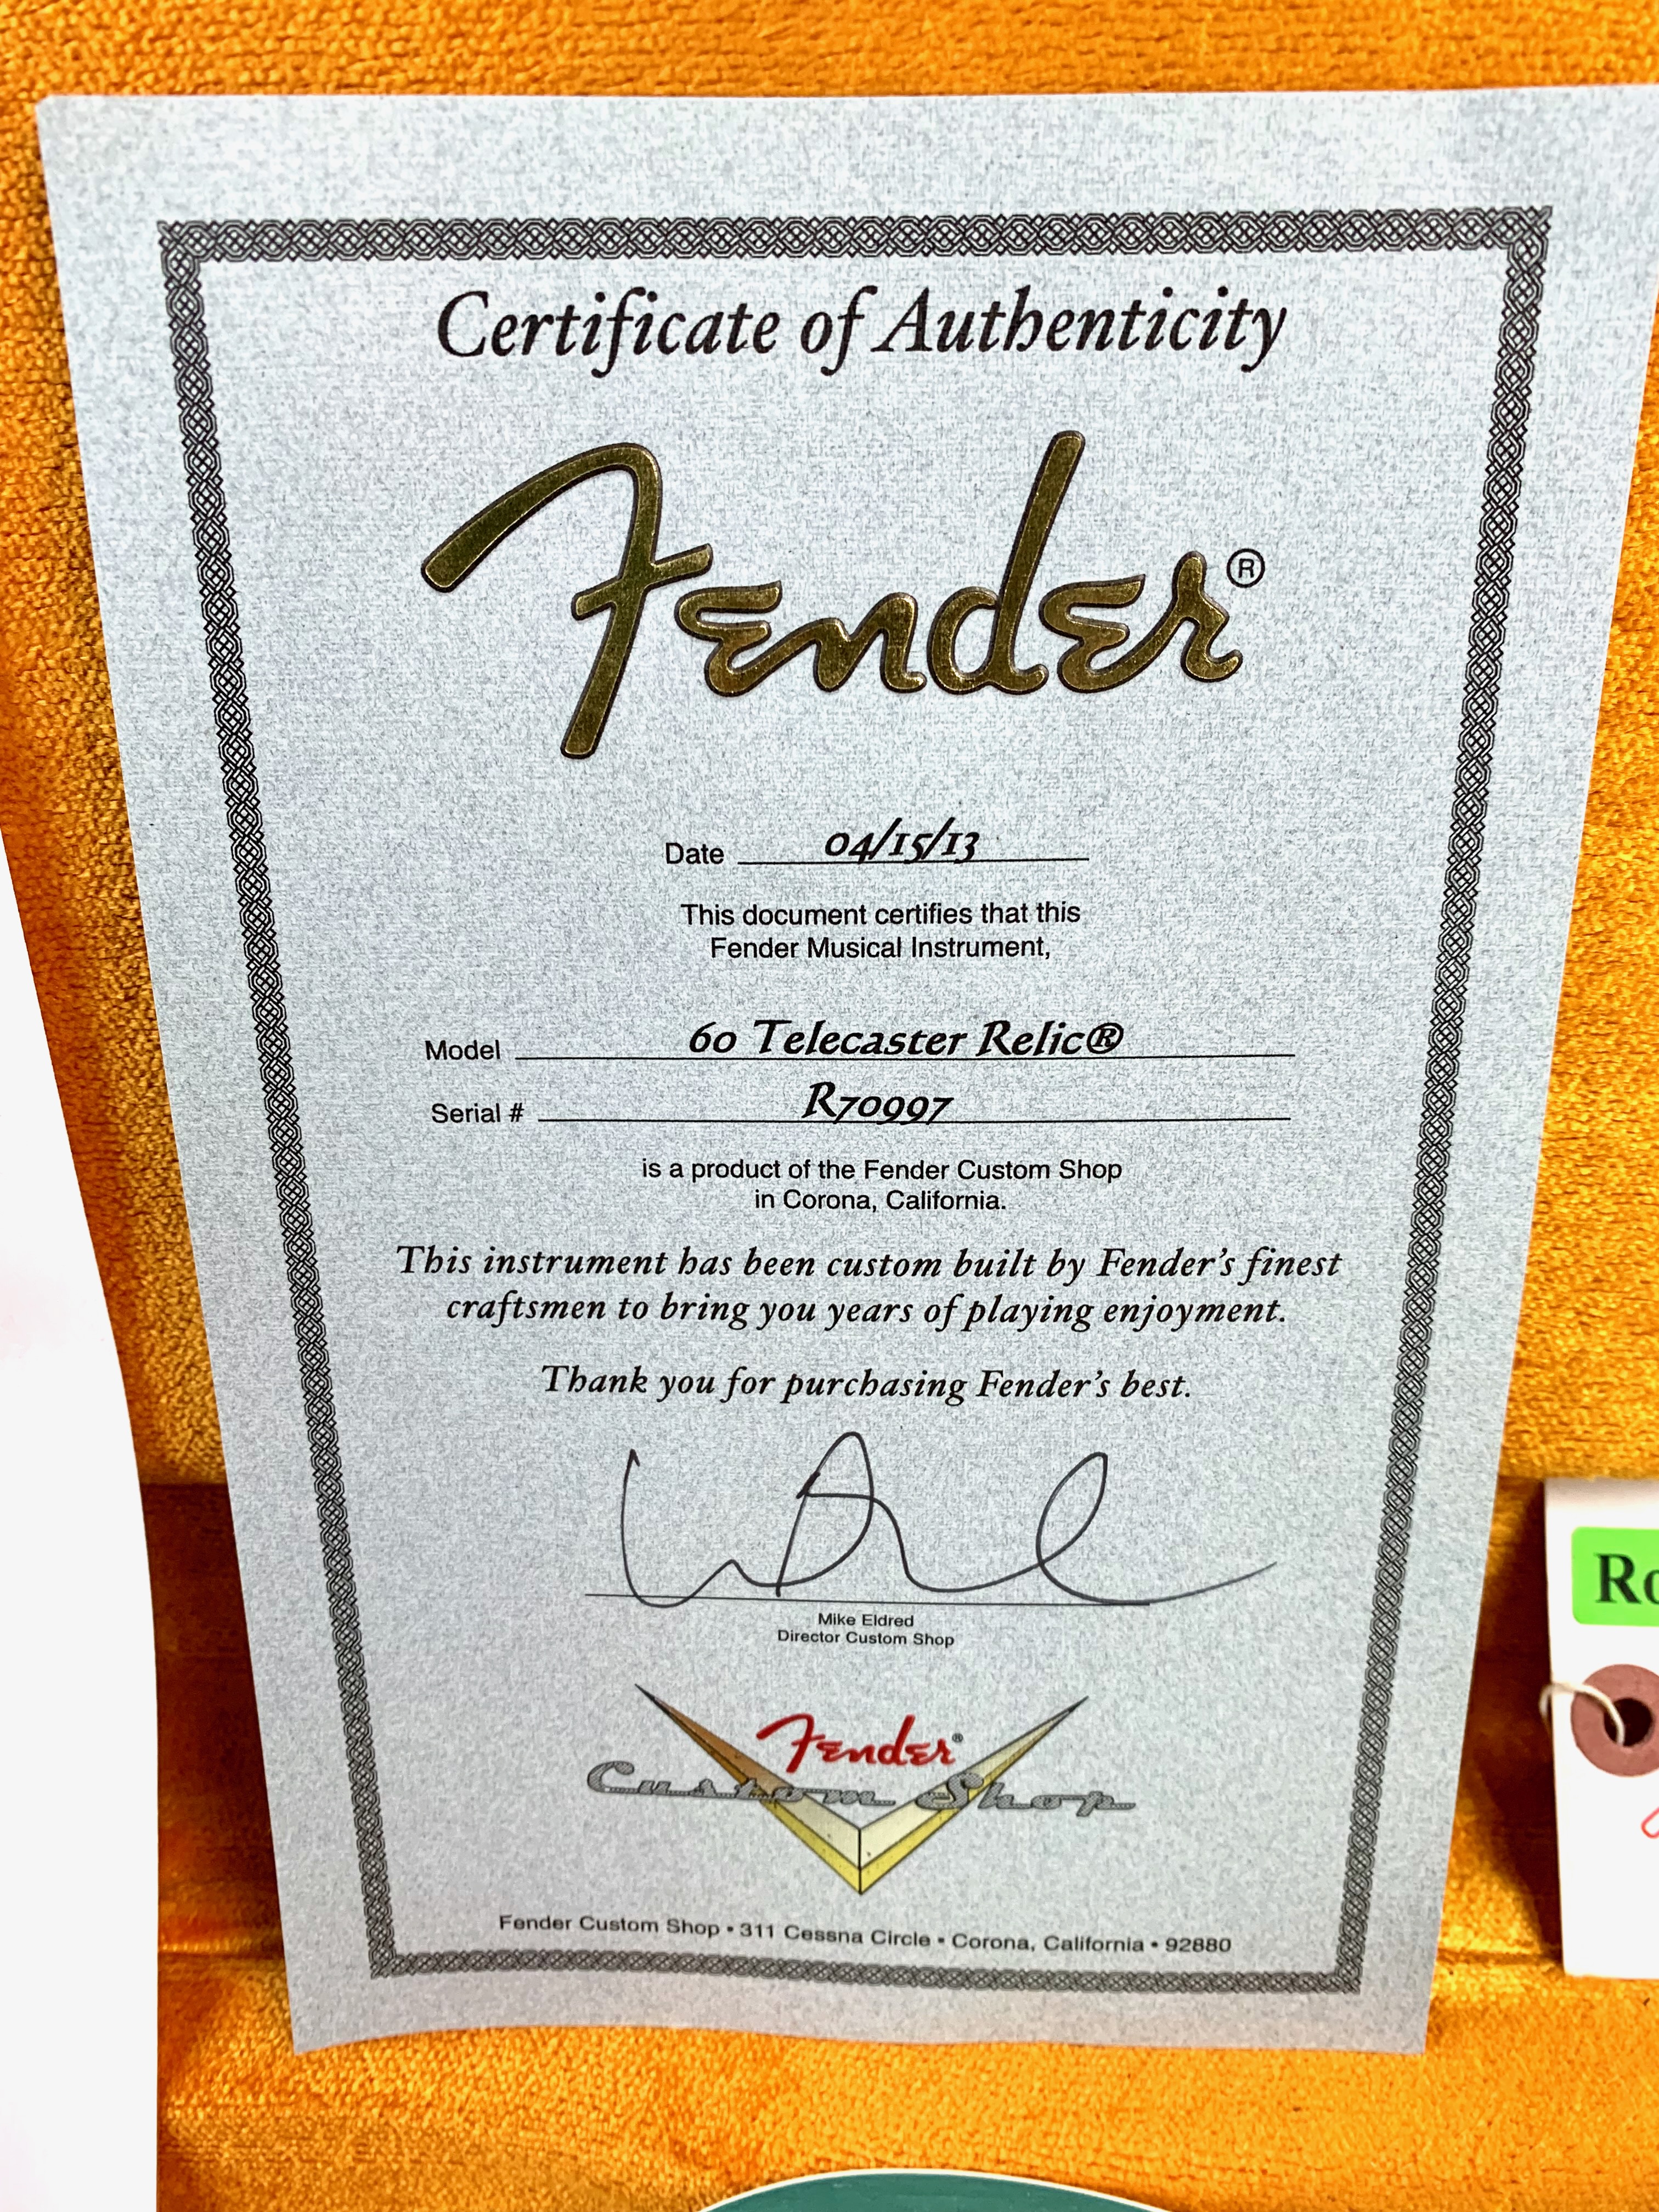 Certificate of Authenticity
Fender®
Date 04/15/13
This document certifies that this
Fender Musical Instrument,
Model 60 Telecaster Relic®
Serial # R70997
is a product of the Fender Custom Shop
in Corona, California.
This instrument has been custom built by Fender's finest
craftsmen to bring you years of playing enjoyment.
Thank you for purchasing Fender's best.
Mike Eldred
Director Custom Shop
Fender®
Custom Shop
Fender Custom Shop • 311 Cessna Circle • Corona, California • 92880